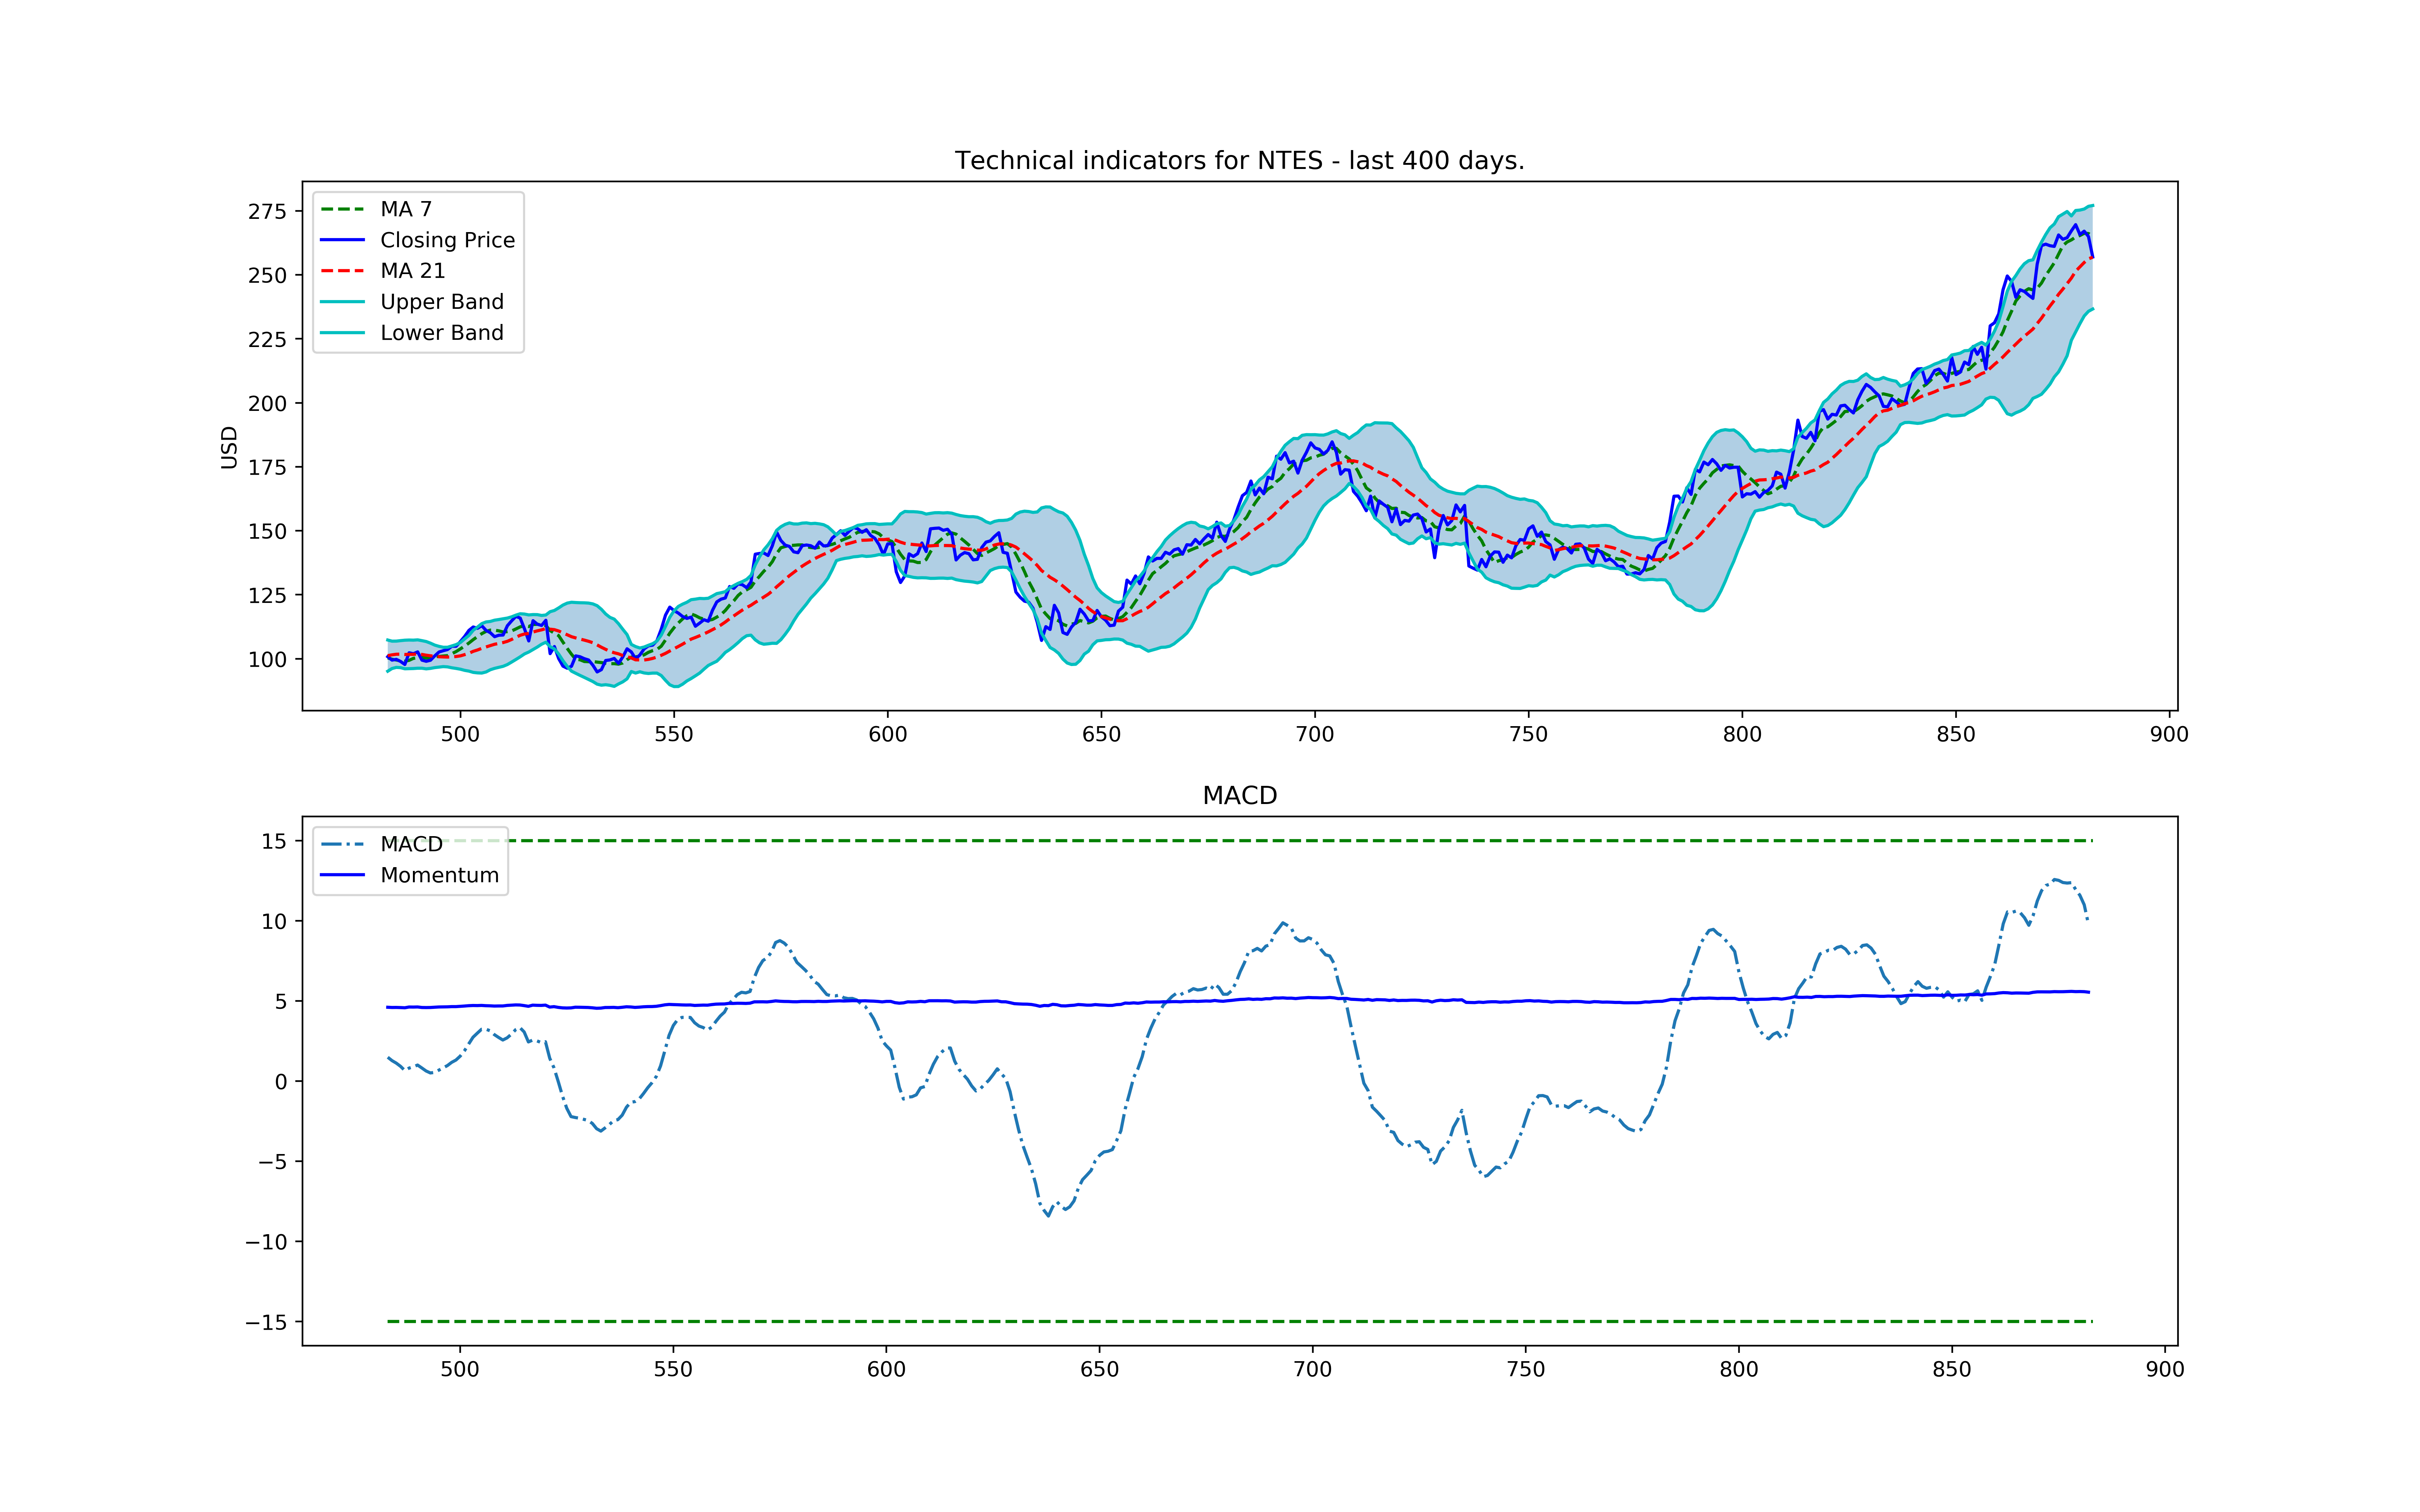 Technical indicators for NTES - last 400 days.
MA 7
Closing Price
MA 21
Upper Band
Lower Band
275
250
225
200
175
150
125
100
USD
500 550 600 650 700 750 800 850 900
MACD
MACD
Momentum
15
10
5
0
−5
−10
−15
500 550 600 650 700 750 800 850 900